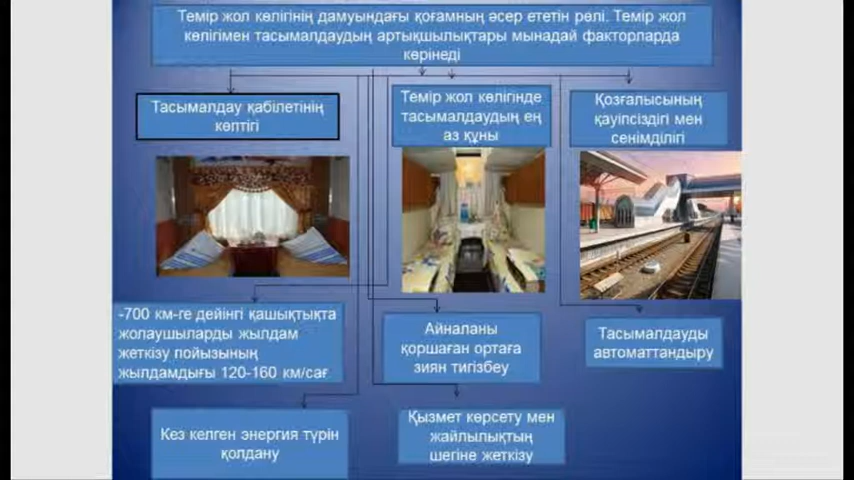 Темір жол көлігінің дамуындағы қоғамның әсер ететін рөлі. Темір жол
көлігімен тасымалдаудың артықшылықтары мынадай факторларда
көрінеді
Тасымалдау қабілетінің
көптігі
Темір жол көлігінде
тасымалдаудың ең
аз құны
Қозғалысының
қауіпсіздігі мен
сенімділігі
-700 км-ге дейінгі қашықтықта
жолаушыларды жылдам
жеткізу пойызының
жылдамдығы 120-160 км/сағ
Айналаны
қоршаған ортаға
зиян тигізбеу
Тасымалдауды
автоматтандыру
Кез келген энергия түрін
қолдану
Қызмет көрсету мен
жайлылықтың
шегіне жеткізу